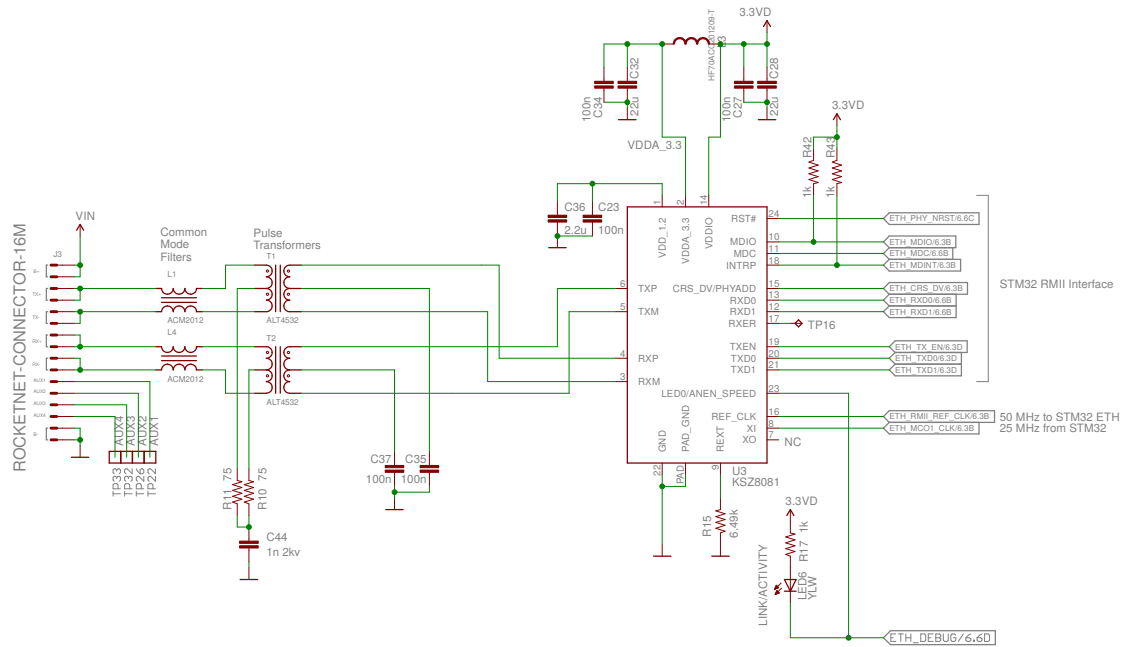 3.3VD
HF70ACC201209-T
C32
C28
100n
C34
22u
100n
C27
22u
3.3VD
R42
R43
1k
1k
VDDA_3.3
VIN
ROCKETNET-CONNECTOR-16M
J3
Common
Mode
Filters
Pulse
Transformers
L1
T1
ACM2012
ALT4532
L4
T2
ACM2012
ALT4532
TX+
TX-
RX+
AUX1
AUX2
AUX3
AUX4
AUX4
AUX3
AUX2
AUX1
TP33
TP32
TP26
TP22
R11
75
R10
75
C44
1n 2kv
C37
100n
C35
100n
C36
2.2u
C23
100n
1
2
14
VDD_1.2
VDDA_3.3
VDDIO
RST#
24
ETH_PHY_NRST/6.6C
MDIO
10
ETH_MDIO/6.3B
MDC
11
ETH_MDC/6.6B
INTRP
18
ETH_MDINT/6.3B
6
TXP
CRS_DV/PHYADD
15
ETH_CRS_DV/6.3B
RXD0
13
ETH_RXD0/6.6B
5
TXM
RXD1
12
ETH_RXD1/6.6B
RXER
17
TP16
STM32 RMII Interface
TXEN
19
ETH_TX_EN/6.3D
4
RXP
TXD0
20
ETH_TXD0/6.3D
TXD1
21
ETH_TXD1/6.3D
3
RXM
LED0/ANEN_SPEED
23
REF_CLK
16
ETH_RMII_REF_CLK/6.3B
50 MHz to STM32 ETH
XI
8
ETH_MCO1_CLK/6.3B
25 MHz from STM32
XO
7
NC
GND
PAD_GND
REXT
22
PAD
9
U3
KSZ8081
R15
6.49k
3.3VD
R17
1k
LED6
YLW
LINK/ACTIVITY
ETH_DEBUG/6.6D